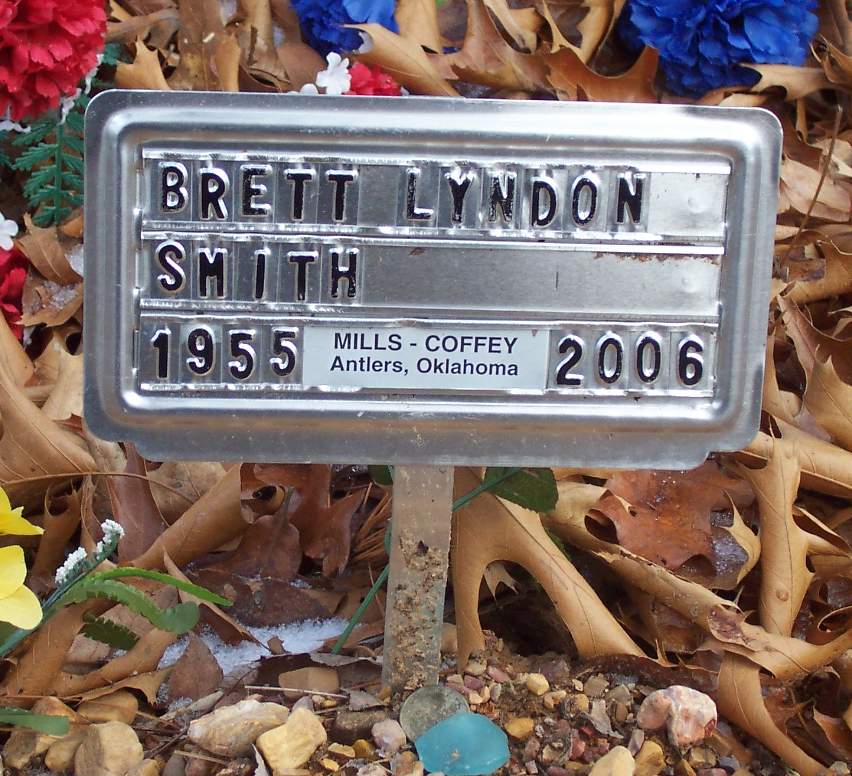 BRETT LYNDON
SMITH
1955 MILLS - COFFEY 2006
Antlers, Oklahoma